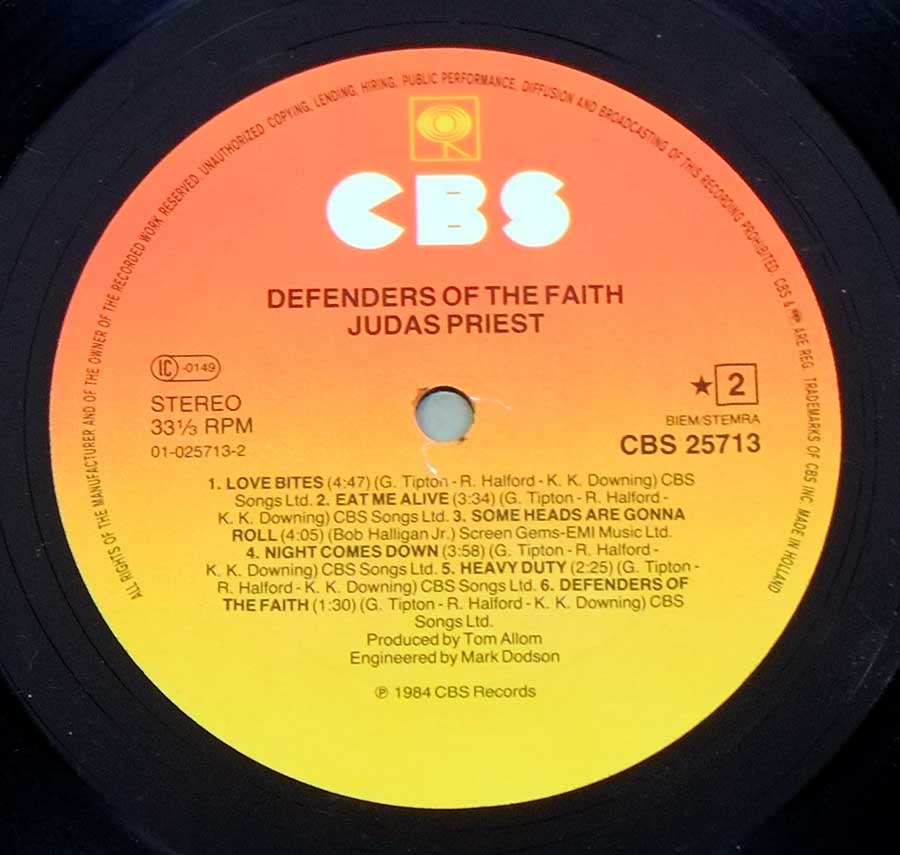 ALL RIGHTS OF THE MANUFACTURER AND OF THE OWNER OF THE RECORDED WORK RESERVED. UNAUTHORIZED COPYING, LENDING, HIRING, PUBLIC PERFORMANCE, DIFFUSION AND BROADCASTING OF THIS RECORDING PROHIBITED. CBS & ARE REG. TRADEMARKS OF CBS INC. MADE IN HOLLAND
CBS
DEFENDERS OF THE FAITH
JUDAS PRIEST
LC -0149
STEREO
33⅓ RPM
01-025713-2
★ 2
BIEM/STEMRA
CBS 25713
1. LOVE BITES (4:47) (G. Tipton - R. Halford - K. K. Downing) CBS
Songs Ltd. 2. EAT ME ALIVE (3:34) (G. Tipton - R. Halford -
K. K. Downing) CBS Songs Ltd. 3. SOME HEADS ARE GONNA
ROLL (4:05) (Bob Halligan Jr.) Screen Gems-EMI Music Ltd.
4. NIGHT COMES DOWN (3:58) (G. Tipton - R. Halford -
K. K. Downing) CBS Songs Ltd. 5. HEAVY DUTY (2:25) (G. Tipton -
R. Halford - K. K. Downing) CBS Songs Ltd. 6. DEFENDERS OF
THE FAITH (1:30) (G. Tipton - R. Halford - K. K. Downing) CBS
Songs Ltd.
Produced by Tom Allom
Engineered by Mark Dodson
℗ 1984 CBS Records